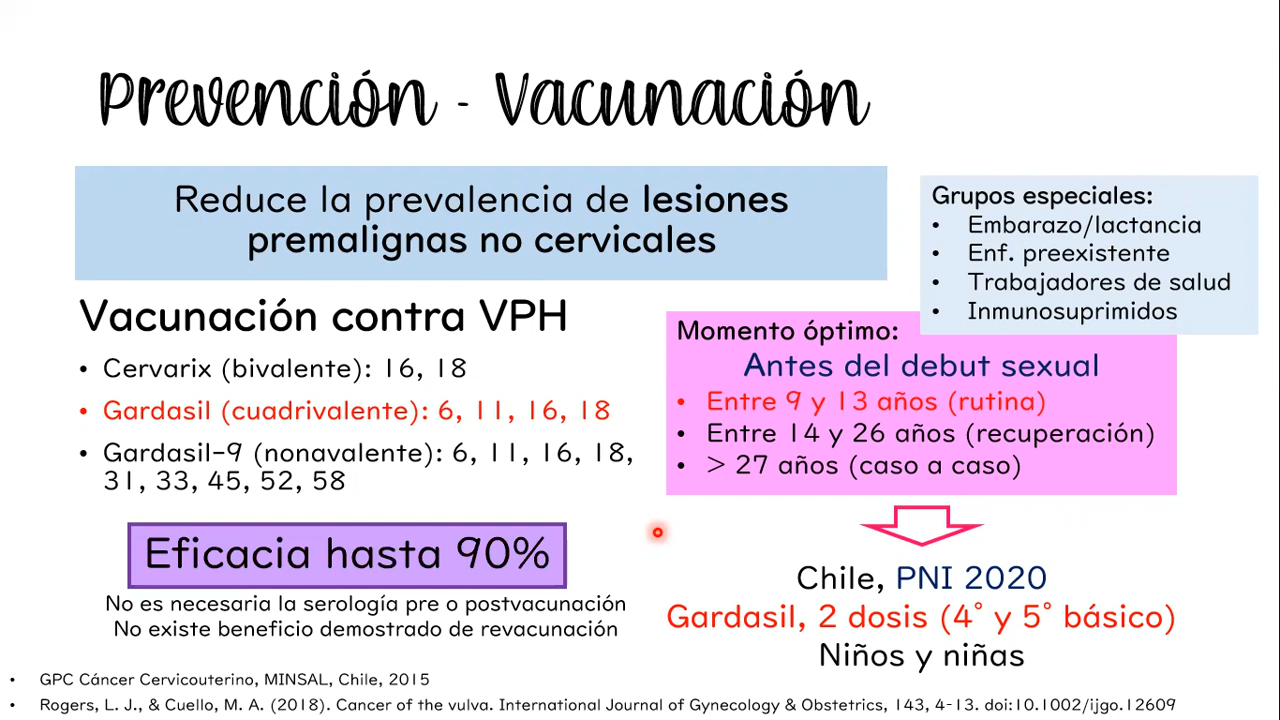 Prevención - Vacunación
Reduce la prevalencia de lesiones
premalignas no cervicales
Grupos especiales:
• Embarazo/lactancia
• Enf. preexistente
• Trabajadores de salud
• Inmunosuprimidos
Vacunación contra VPH
• Cervarix (bivalente): 16, 18
• Gardasil (cuadrivalente): 6, 11, 16, 18
• Gardasil-9 (nonavalente): 6, 11, 16, 18,
31, 33, 45, 52, 58
Momento óptimo:
Antes del debut sexual
• Entre 9 y 13 años (rutina)
• Entre 14 y 26 años (recuperación)
• > 27 años (caso a caso)
Eficacia hasta 90%
No es necesaria la serología pre o postvacunación
No existe beneficio demostrado de revacunación
Chile, PNI 2020
Gardasil, 2 dosis (4° y 5° básico)
Niños y niñas
• GPC Cáncer Cervicouterino, MINSAL, Chile, 2015
• Rogers, L. J., & Cuello, M. A. (2018). Cancer of the vulva. International Journal of Gynecology & Obstetrics, 143, 4-13. doi:10.1002/ijgo.12609